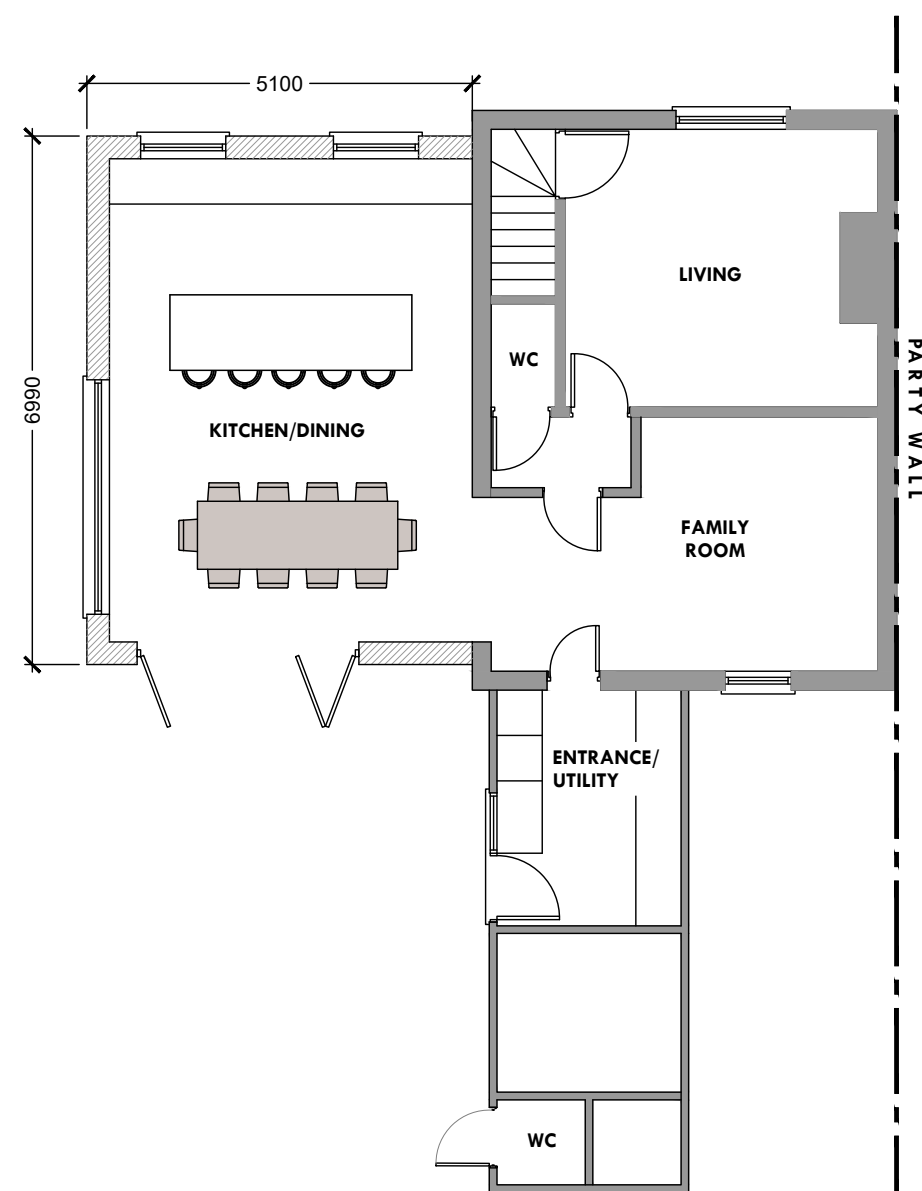 5100
6990
LIVING
WC
PARTY WALL
KITCHEN/DINING
FAMILY
ROOM
ENTRANCE/
UTILITY
WC